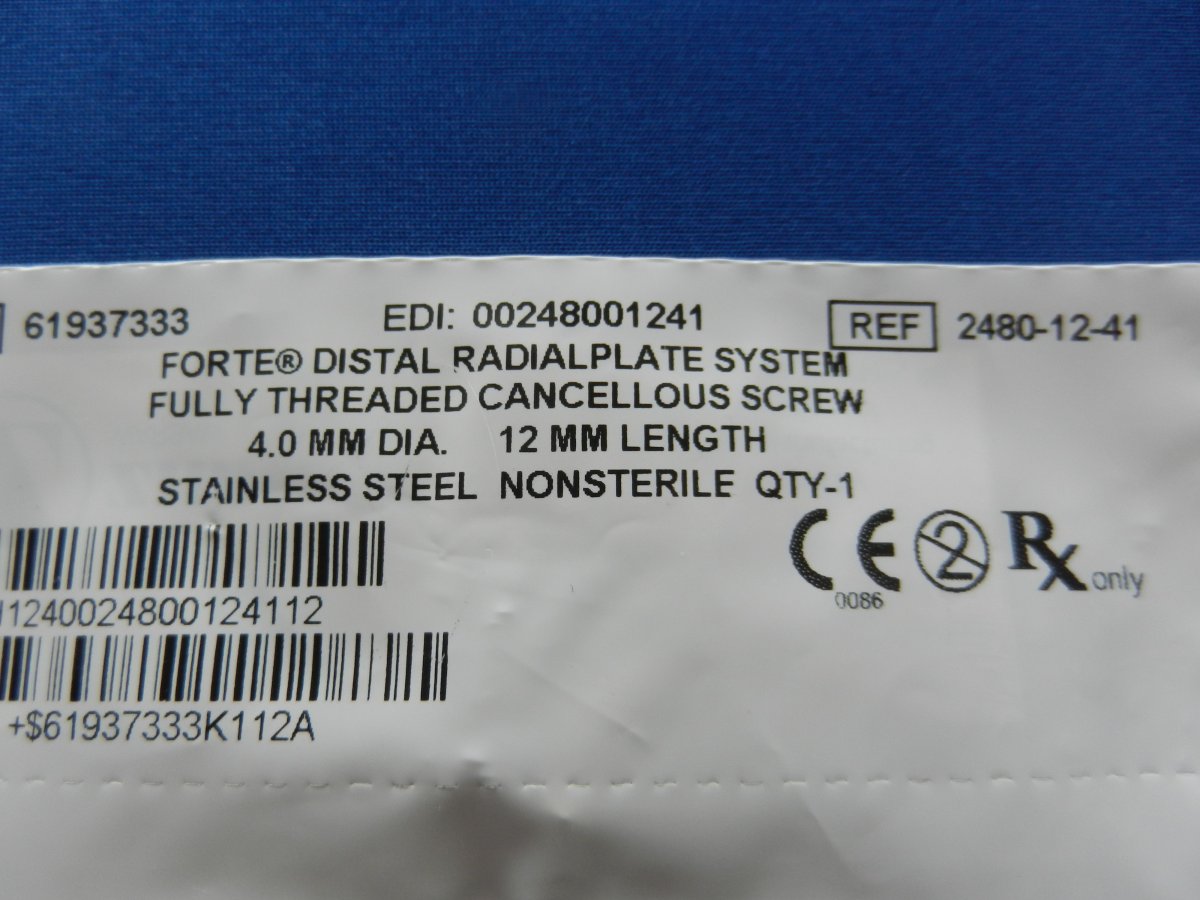 61937333 EDI: 00248001241 REF 2480-12-41
FORTE® DISTAL RADIALPLATE SYSTEM
FULLY THREADED CANCELLOUS SCREW
4.0 MM DIA. 12 MM LENGTH
STAINLESS STEEL NONSTERILE QTY-1
CE 2 Rx only
0086
1240024800124112
+$61937333K112A